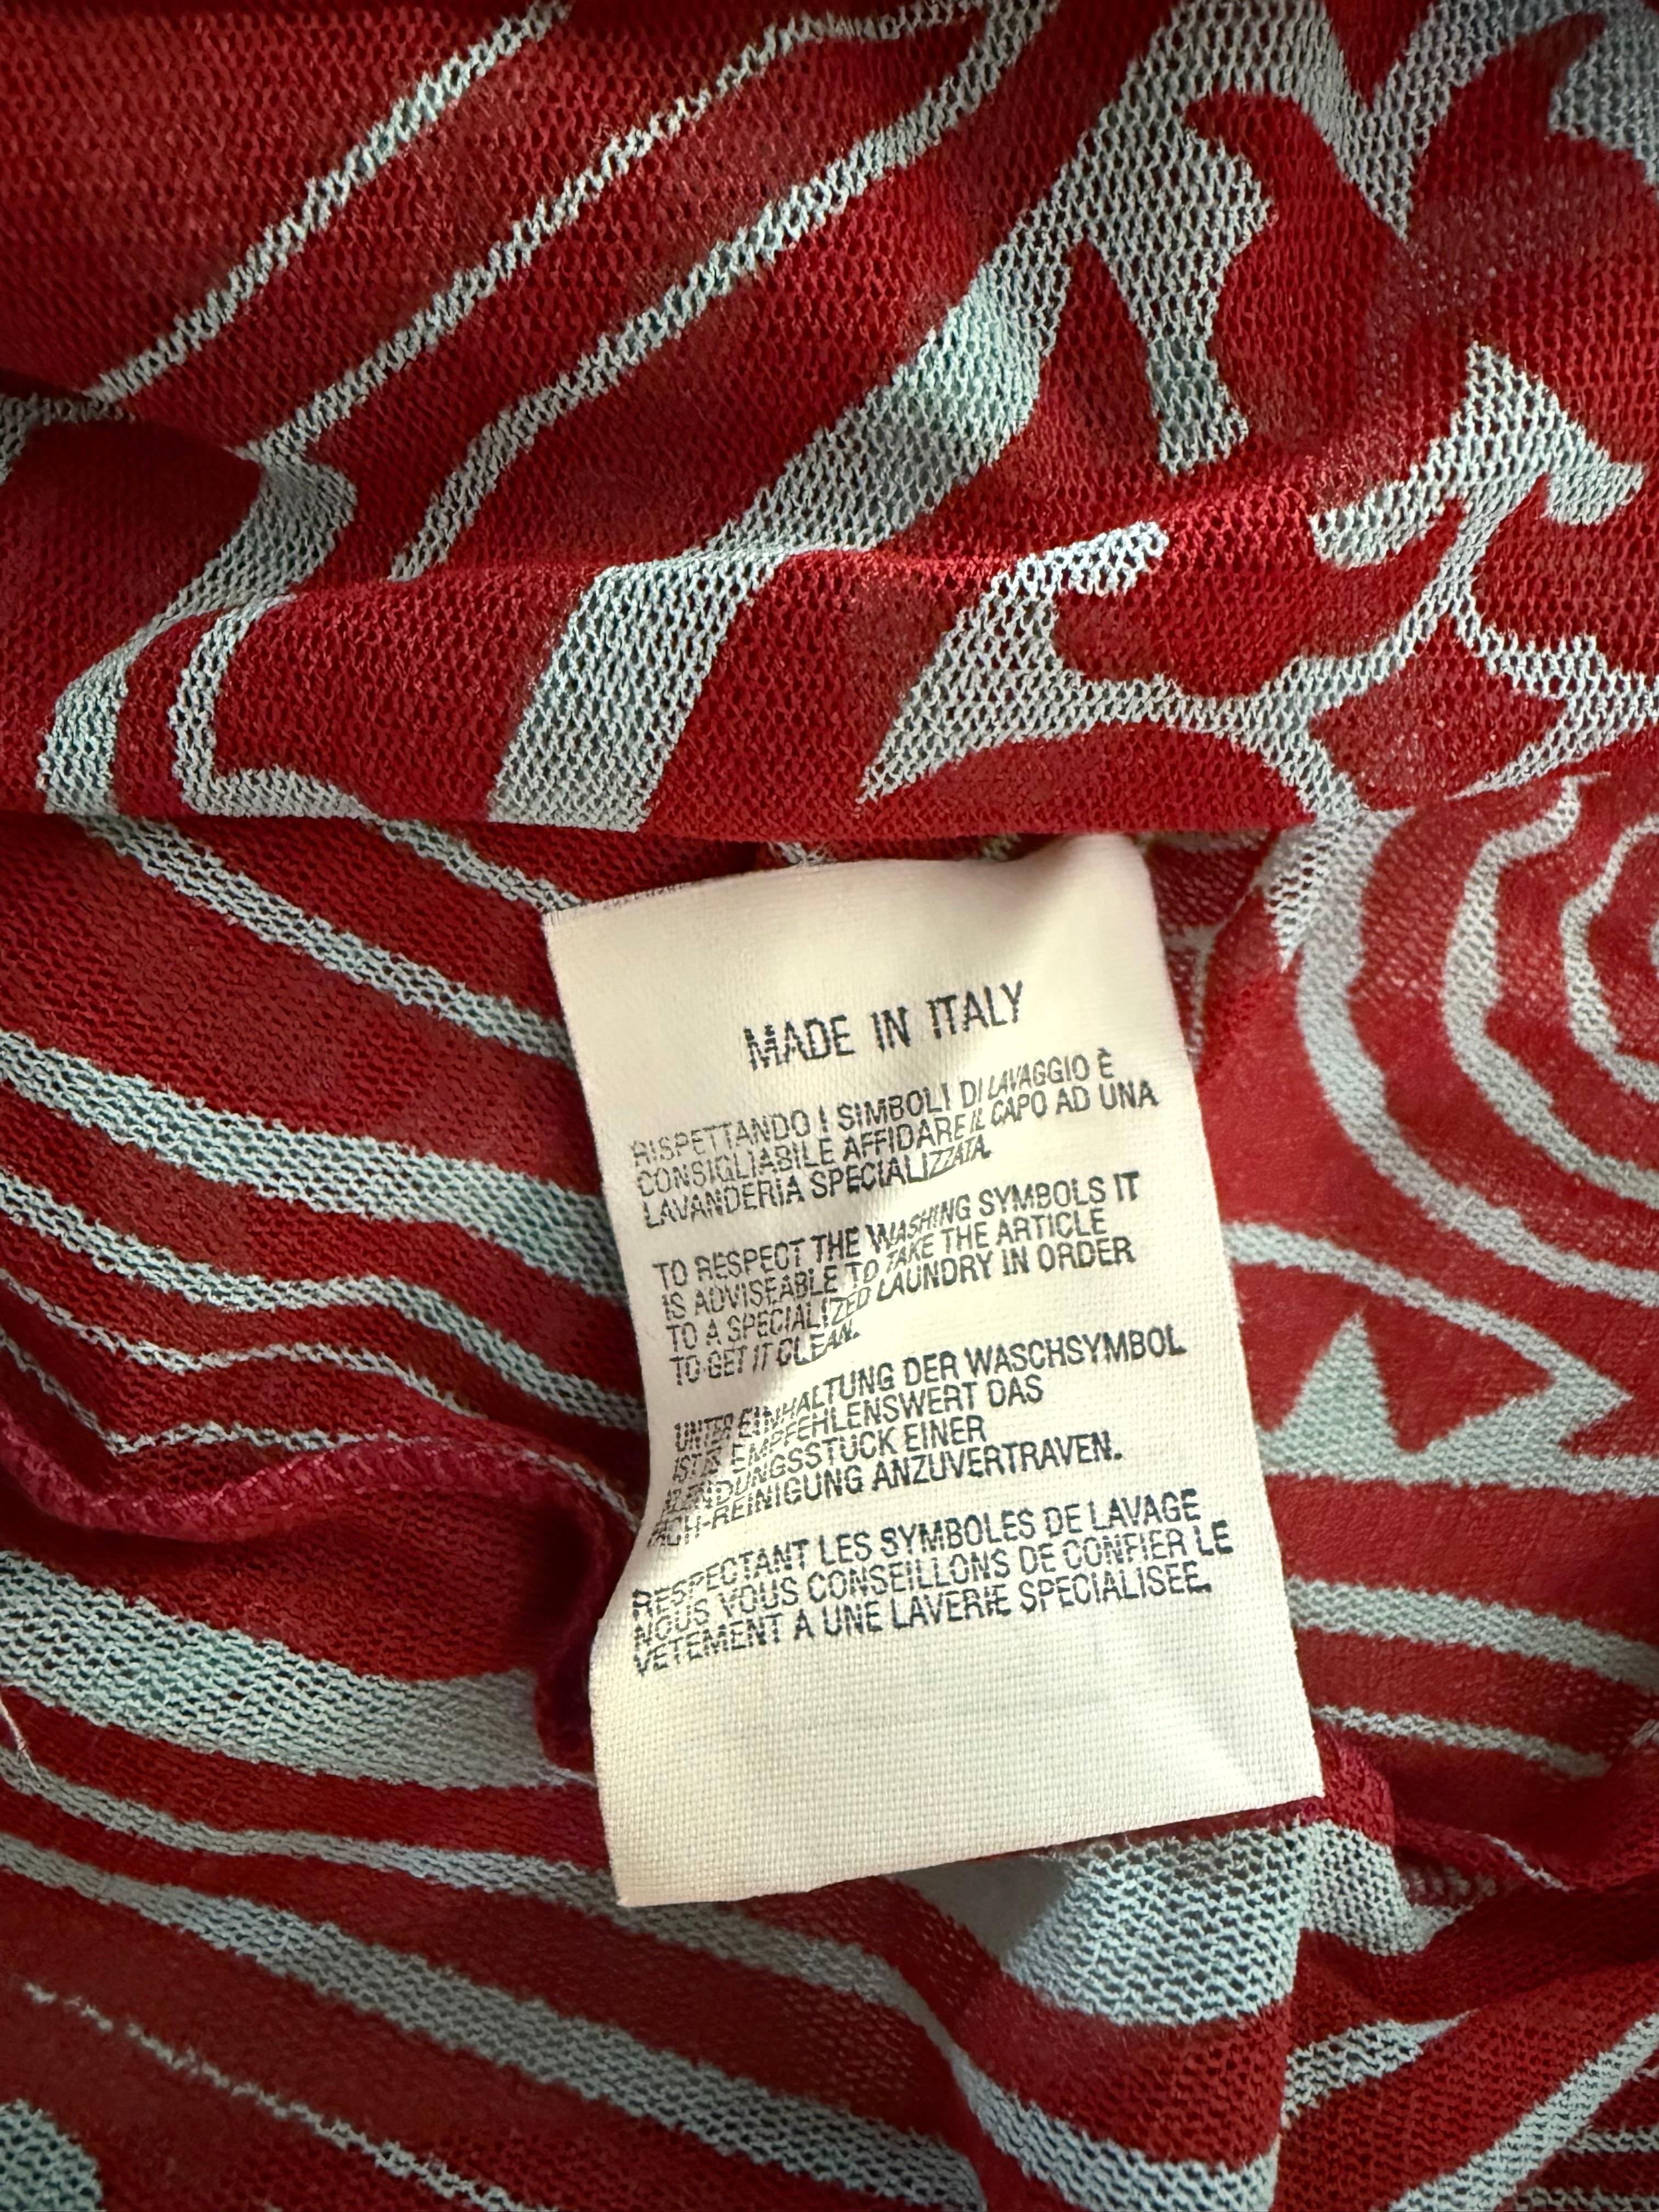 MADE IN ITALY
RISPETTANDO I SIMBOLI DI LAVAGGIO È
CONSIGLIABILE AFFIDARE IL CAPO AD UNA
LAVANDERIA SPECIALIZZATA.
TO RESPECT THE WASHING SYMBOLS IT
IS ADVISEABLE TO TAKE THE ARTICLE
TO A SPECIALIZED LAUNDRY IN ORDER
TO GET IT CLEAN.
UNTER EINHALTUNG DER WASCHSYMBOL
IST ES EMPFEHLENSWERT DAS
KLEIDUNGSSTUCK EINER
ANZUVERTRAVEN.
RESPECTANT LES SYMBOLES DE LAVAGE
NOUS VOUS CONSEILLONS DE CONFIER LE
VETEMENT A UNE LAVERIE SPECIALISEE.